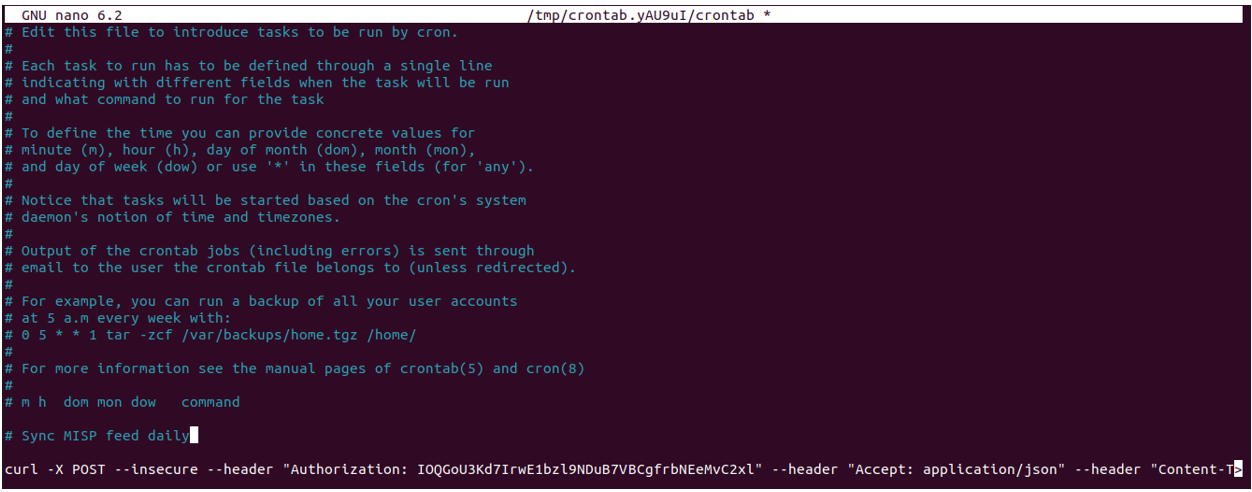 GNU nano 6.2 /tmp/crontab.yAU9uI/crontab *
# Edit this file to introduce tasks to be run by cron.
#
# Each task to run has to be defined through a single line
# indicating with different fields when the task will be run
# and what command to run for the task
#
# To define the time you can provide concrete values for
# minute (m), hour (h), day of month (dom), month (mon),
# and day of week (dow) or use '*' in these fields (for 'any').
#
# Notice that tasks will be started based on the cron's system
# daemon's notion of time and timezones.
#
# Output of the crontab jobs (including errors) is sent through
# email to the user the crontab file belongs to (unless redirected).
#
# For example, you can run a backup of all your user accounts
# at 5 a.m every week with:
# 0 5 * * 1 tar -zcf /var/backups/home.tgz /home/
#
# For more information see the manual pages of crontab(5) and cron(8)
#
# m h  dom mon dow   command
# Sync MISP feed daily
curl -X POST --insecure --header "Authorization: IOQGoU3Kd7IrwE1bzl9NDuB7VBCgfrbNEeMvC2xl" --header "Accept: application/json" --header "Content-T>